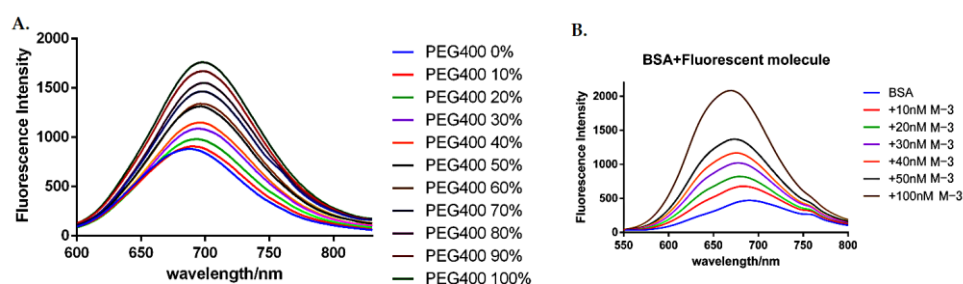 A.
Fluorescence Intensity
2000
1500
1000
500
0
600
650
700
750
800
wavelength/nm
PEG400 0%
PEG400 10%
PEG400 20%
PEG400 30%
PEG400 40%
PEG400 50%
PEG400 60%
PEG400 70%
PEG400 80%
PEG400 90%
PEG400 100%
B.
BSA+Fluorescent molecule
Fluorescence Intensity
2000
1500
1000
500
0
550
600
650
700
750
800
wavelength/nm
BSA
+10nM M−3
+20nM M−3
+30nM M−3
+40nM M−3
+50nM M−3
+100nM M−3